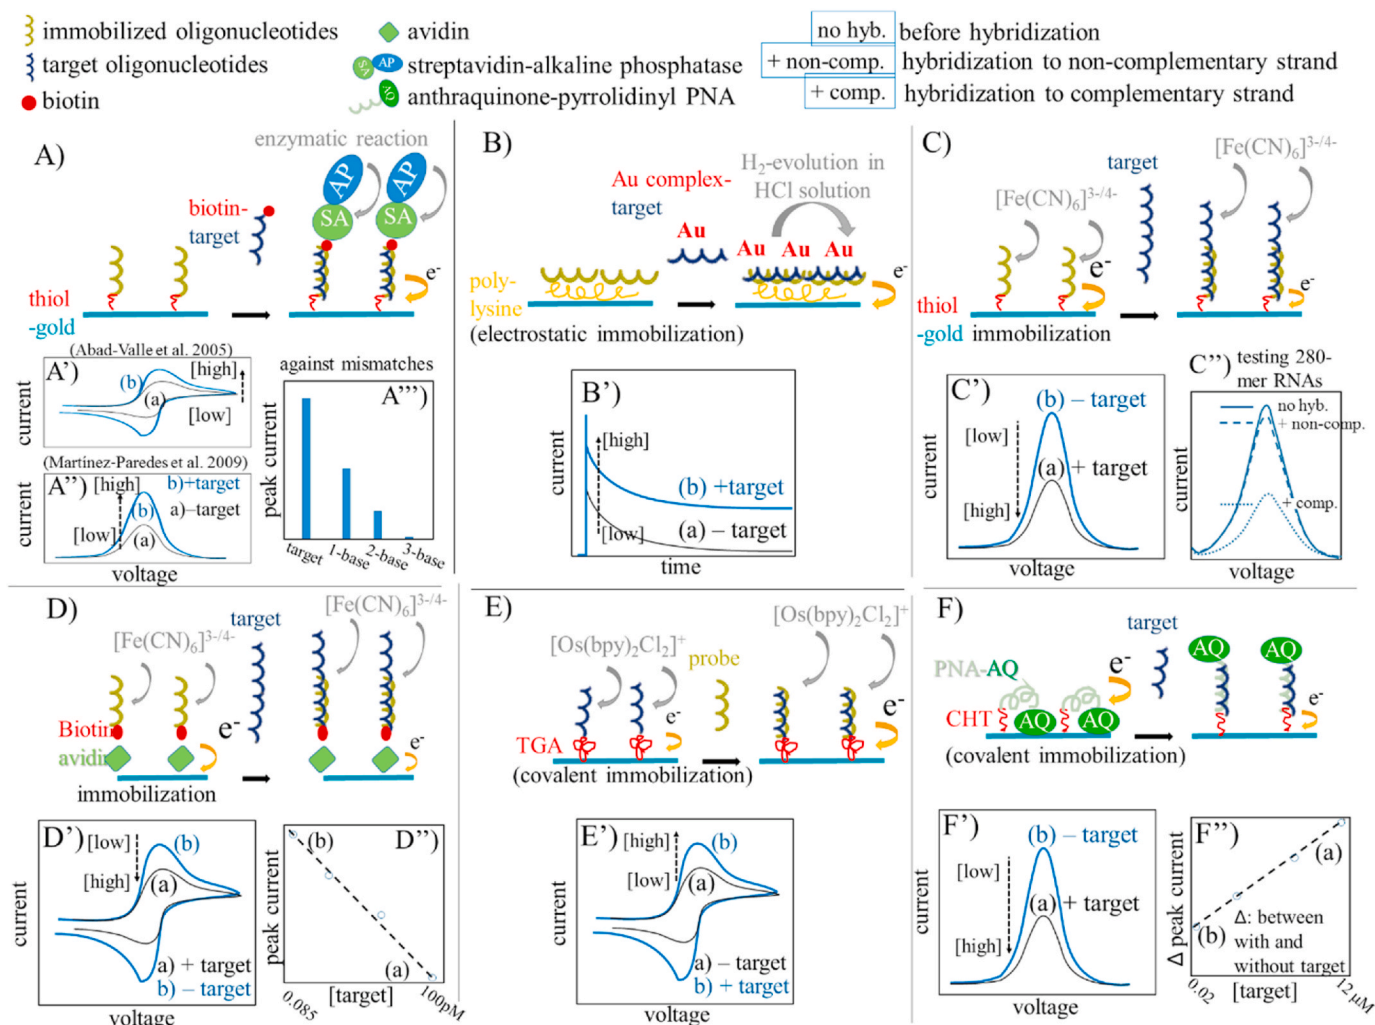 immobilized oligonucleotides
target oligonucleotides
biotin
avidin
SA AP streptavidin-alkaline phosphatase
AQ anthraquinone-pyrrolidinyl PNA
no hyb. before hybridization
+ non-comp. hybridization to non-complementary strand
+ comp. hybridization to complementary strand
A)
enzymatic reaction
AP AP
SA SA
biotin-
target
e-
thiol
-gold
(Abad-Valle et al. 2005)
A')
(b)
(a)
[high]
[low]
current
(Martínez-Paredes et al. 2009)
A'')
[high]
[low]
b)+target
a)–target
(b)
(a)
current
voltage
against mismatches
A''')
peak current
target
1-base
2-base
3-base
B)
Au complex-
target
Au
H2-evolution in
HCl solution
Au Au Au
e-
poly-
lysine
(electrostatic immobilization)
B')
[high]
[low]
(b) +target
(a) – target
current
time
C)
[Fe(CN)6]3-/4-
target
[Fe(CN)6]3-/4-
e-
e-
thiol
-gold immobilization
C')
(b) – target
(a) + target
[low]
[high]
current
voltage
C'') testing 280-
mer RNAs
no hyb.
+ non-comp.
+ comp.
current
voltage
D)
[Fe(CN)6]3-/4-
target
[Fe(CN)6]3-/4-
Biotin
avidin
e-
e-
immobilization
D')
[low]
[high]
(b)
(a)
a) + target
b) – target
current
voltage
D'')
(b)
(a)
peak current
0.085
[target]
100pM
E)
[Os(bpy)2Cl2]+
probe
[Os(bpy)2Cl2]+
e-
e-
TGA
(covalent immobilization)
E')
[high]
[low]
(b)
(a)
a) – target
b) + target
current
voltage
F)
target
PNA-AQ
e-
AQ AQ
CHT
AQ AQ
e-
(covalent immobilization)
F')
(b) – target
(a) + target
[low]
[high]
current
voltage
F'')
(a)
(b)
Δ: between
with and
without target
Δ peak current
0.02
[target]
12 μM